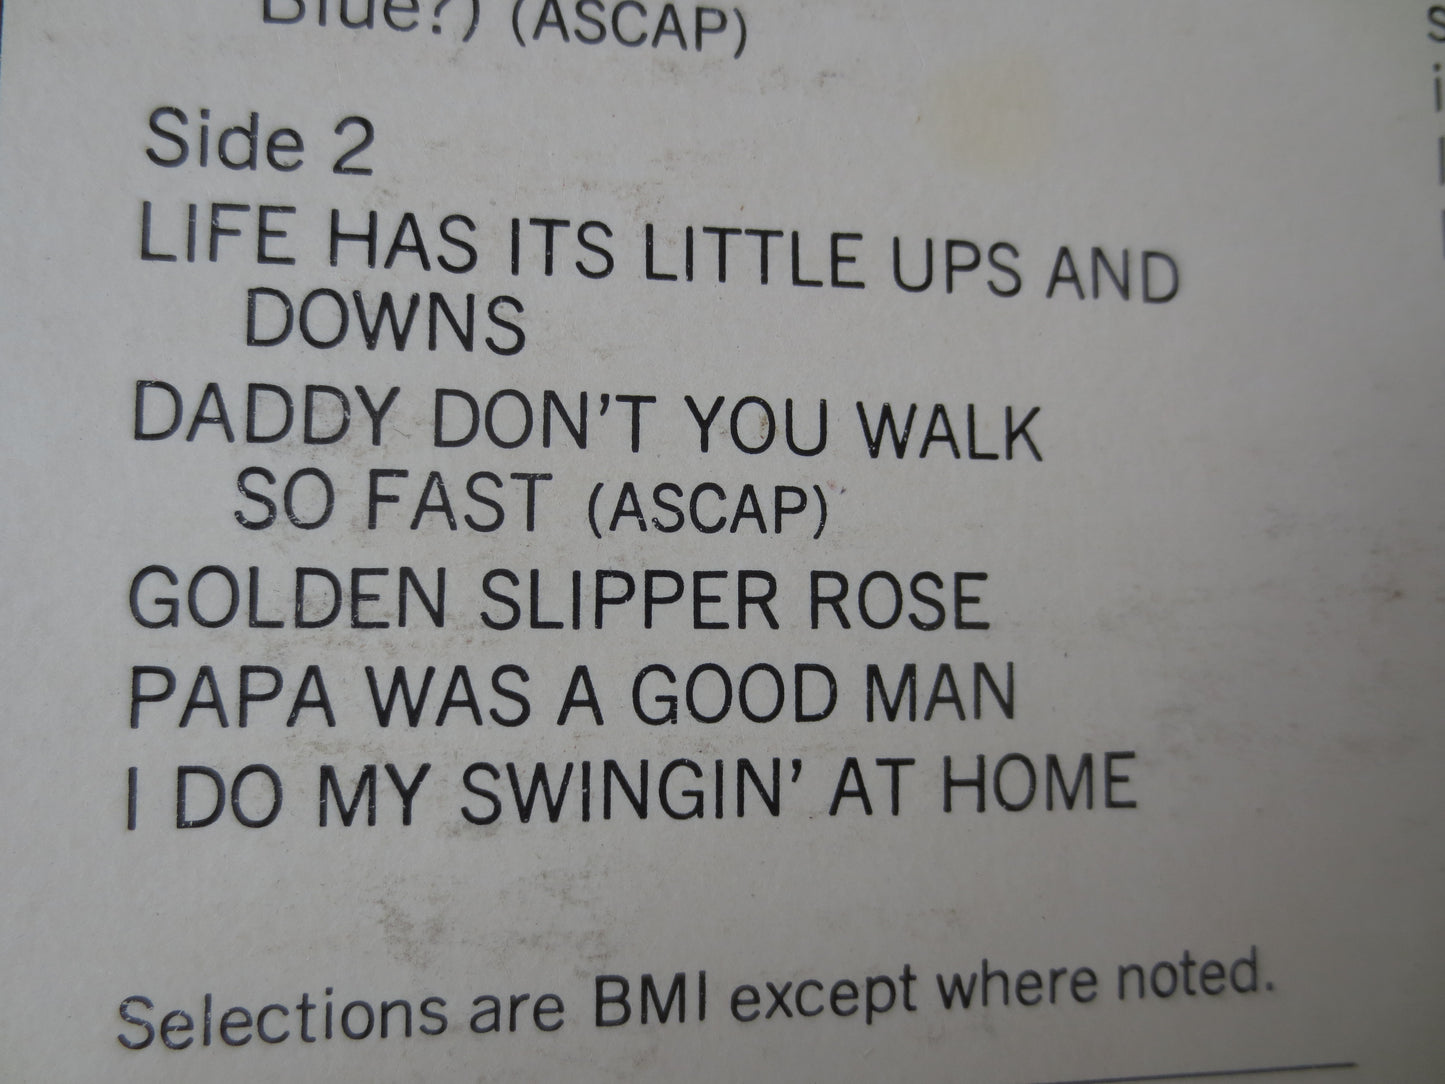 Blue?) (ASCAP)
Side 2
LIFE HAS ITS LITTLE UPS AND
DOWNS
DADDY DON'T YOU WALK
SO FAST (ASCAP)
GOLDEN SLIPPER ROSE
PAPA WAS A GOOD MAN
I DO MY SWINGIN' AT HOME
Selections are BMI except where noted.